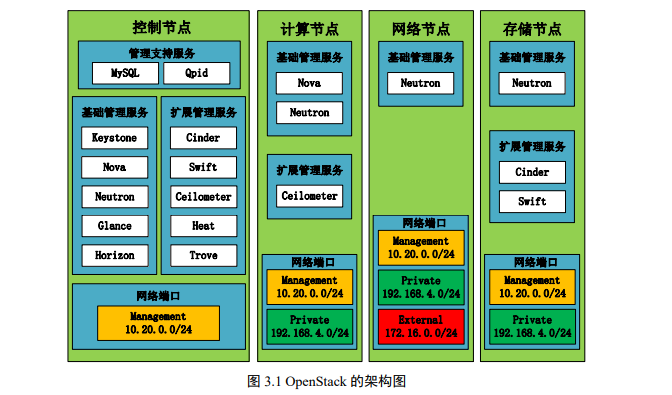 控制节点
管理支持服务
MySQL
Qpid
基础管理服务
Keystone
Nova
Neutron
Glance
Horizon
扩展管理服务
Cinder
Swift
Ceilometer
Heat
Trove
网络端口
Management
10.20.0.0/24
计算节点
基础管理服务
Nova
Neutron
扩展管理服务
Ceilometer
网络端口
Management
10.20.0.0/24
Private
192.168.4.0/24
网络节点
基础管理服务
Neutron
网络端口
Management
10.20.0.0/24
Private
192.168.4.0/24
External
172.16.0.0/24
存储节点
基础管理服务
Neutron
扩展管理服务
Cinder
Swift
网络端口
Management
10.20.0.0/24
Private
192.168.4.0/24
图 3.1 OpenStack 的架构图